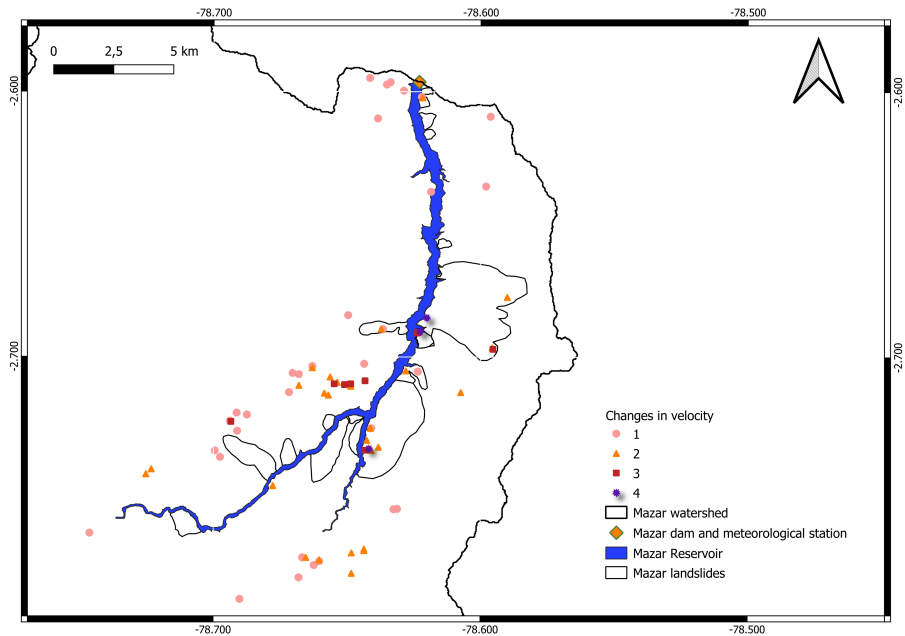 -78.700 -78.600 -78.500
0 2,5 5 km
-2.600 -2.600
-2.700 -2.700
Changes in velocity
1
2
3
4
Mazar watershed
Mazar dam and meteorological station
Mazar Reservoir
Mazar landslides
-78.700 -78.600 -78.500